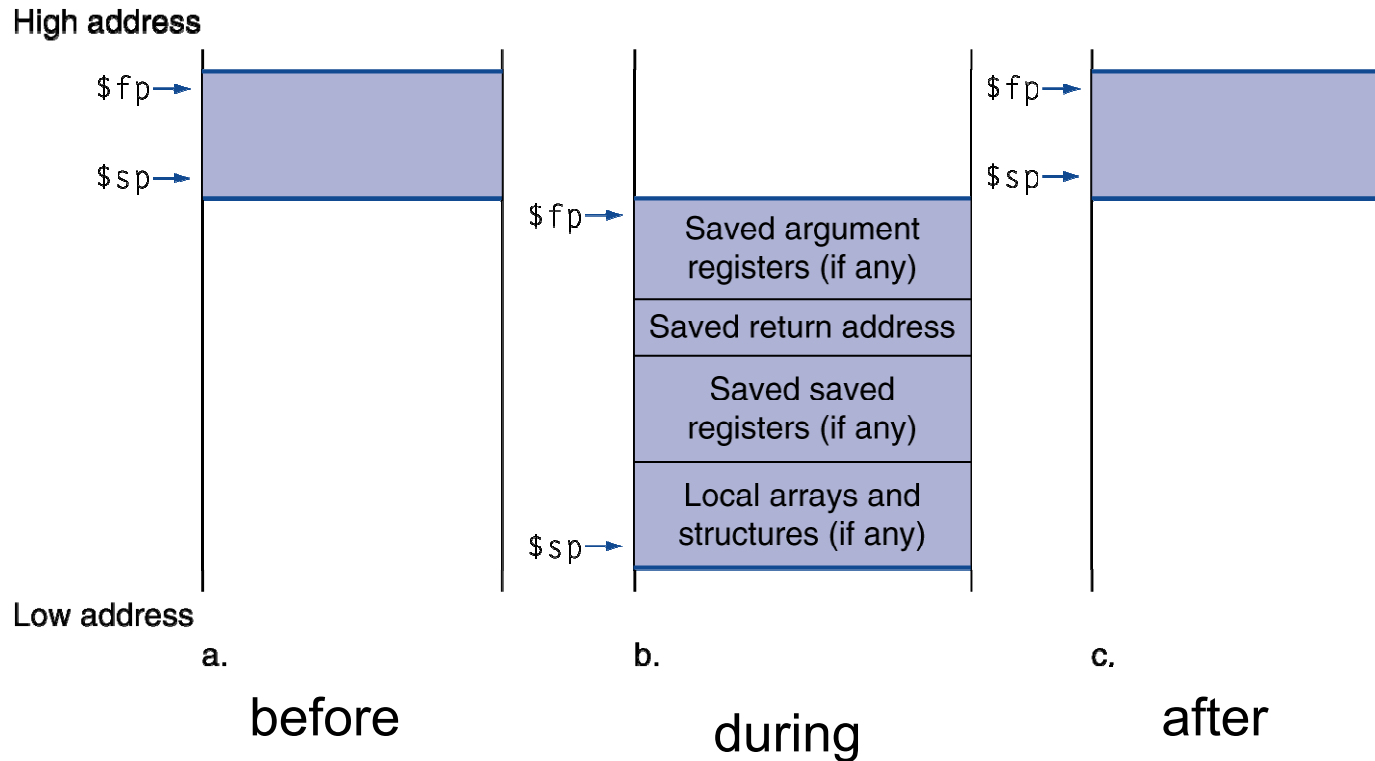 High address
$fp
$sp
$fp
Saved argument
registers (if any)
Saved return address
Saved saved
registers (if any)
Local arrays and
structures (if any)
$sp
$fp
$sp
Low address
a.
b.
c.
before
during
after